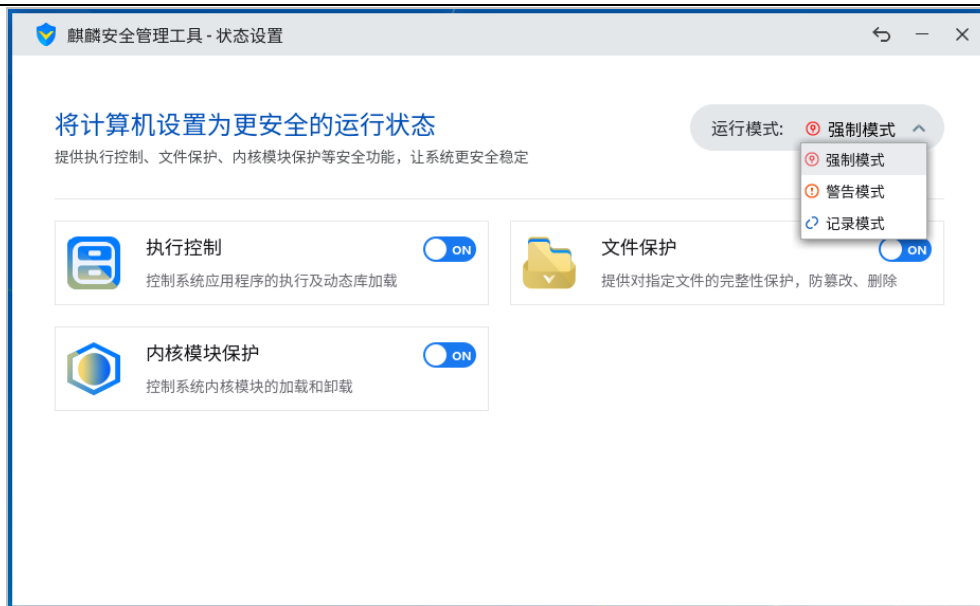 麒麟安全管理工具 - 状态设置
将计算机设置为更安全的运行状态
提供执行控制、文件保护、内核模块保护等安全功能，让系统更安全稳定
运行模式: 强制模式
强制模式
警告模式
记录模式
执行控制 ON
控制系统应用程序的执行及动态库加载
文件保护 ON
提供对指定文件的完整性保护，防篡改、删除
内核模块保护 ON
控制系统内核模块的加载和卸载